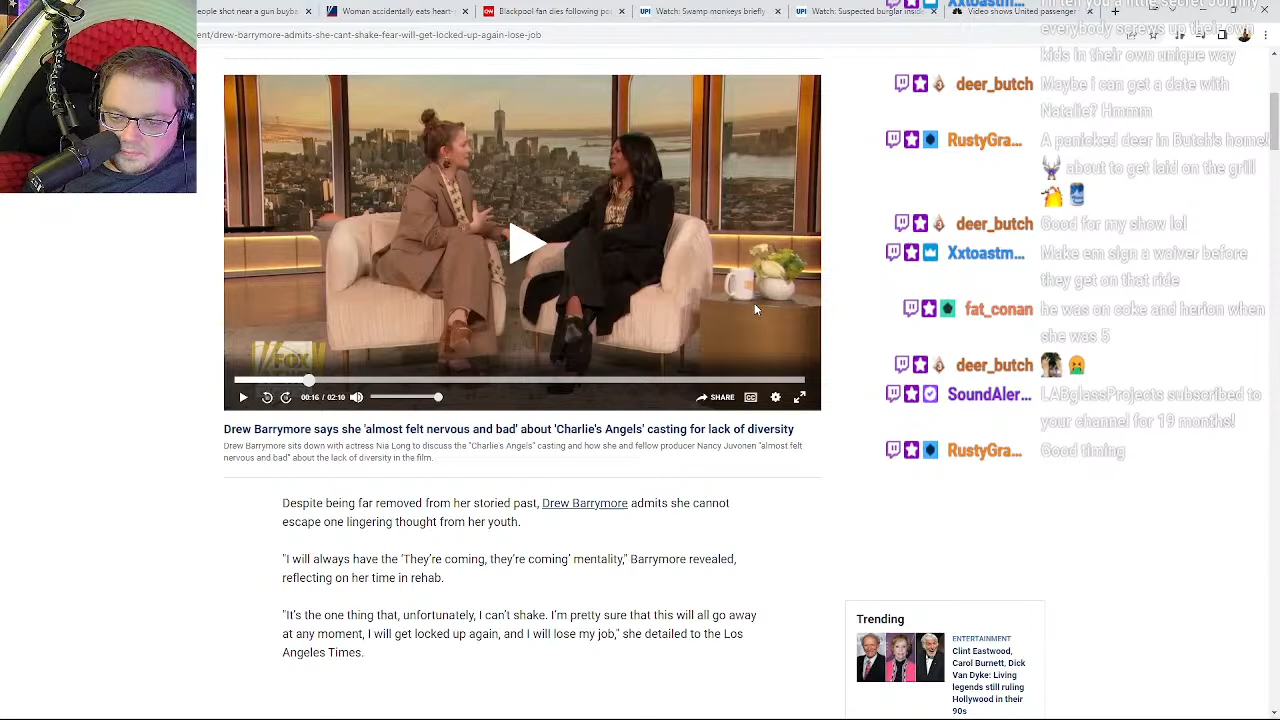 eople shot near a statio
Woman accidentally eats heart-
Blackpool families following po
Watch: Suspected burglar briefly
Watch: Suspected burglar inside
Video shows United passenger
ent/drew-barrymore-admits-she-
rymore-fear-will-get-locked-up-again-lose-job
everybody screws up their own
kids in their own unique way
deer_butch Maybe i can get a date with
Natalie? Hmmm
RustyGra... A panicked deer in Butch's home!
about to get laid on the grill
deer_butch Good for my show lol
Xxtoastm... Make em sign a waiver before
they get on that ride
fat_conan he was on coke and herion when
she was 5
deer_butch
SoundAler... LABglassProjects subscribed to
your channel for 19 months!
RustyGra... Good timing
FOX
/ 02:10
SHARE
Drew Barrymore says she 'almost felt nervous and bad' about 'Charlie's Angels' casting for lack of diversity
Drew Barrymore sits down with actress Nia Long to discuss the "Charlie's Angels" casting and how she and fellow producer Nancy Juvonen "almost felt
nervous and bad" about the lack of diversity in the film.
Despite being far removed from her storied past, Drew Barrymore admits she cannot
escape one lingering thought from her youth.
"I will always have the 'They're coming, they're coming' mentality," Barrymore revealed,
reflecting on time in rehab.
"It's the one thing that, unfortunately, I can't shake. I'm pretty sure that this will all go away
at any moment, I will get locked up again, and I will lose my job," she detailed to the Los
Angeles Times.
Trending
ENTERTAINMENT
Clint Eastwood,
Carol Burnett, Dick
Van Dyke: Living
legends still ruling
Hollywood in their
90s